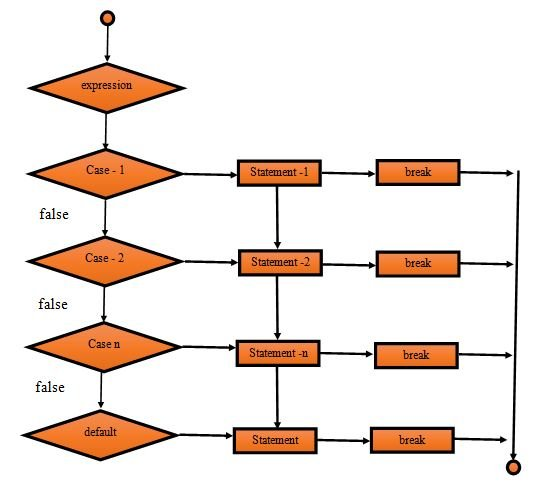 expression
Case - 1
Statement -1
break
false
Case - 2
Statement -2
break
false
Case n
Statement -n
break
false
default
Statement
break